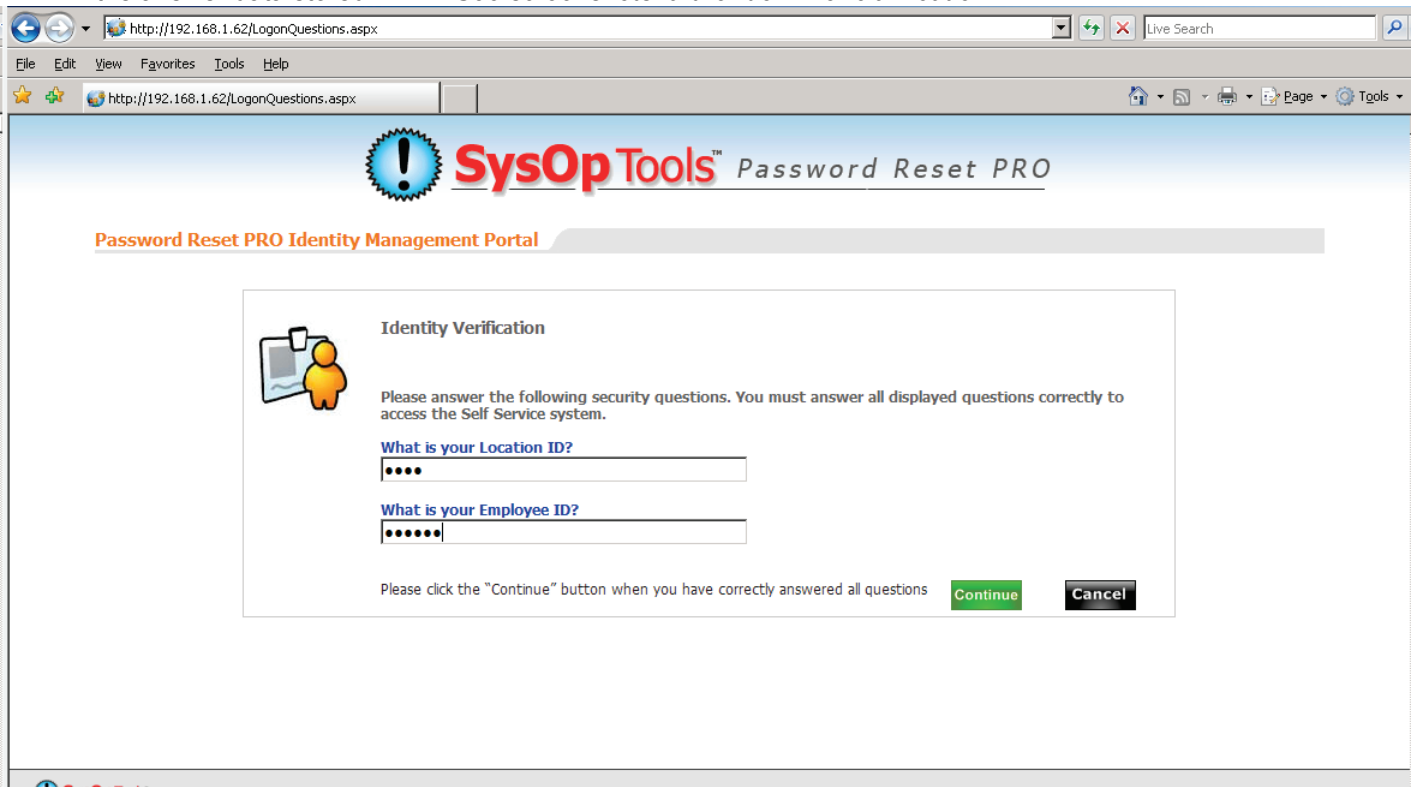 http://192.168.1.62/LogonQuestions.aspx
Live Search
File Edit View Favorites Tools Help
http://192.168.1.62/LogonQuestions.aspx
Page Tools
SysOp Tools™ Password Reset PRO
Password Reset PRO Identity Management Portal
Identity Verification
Please answer the following security questions. You must answer all displayed questions correctly to
access the Self Service system.
What is your Location ID?
••••
What is your Employee ID?
••••••
Please click the "Continue" button when you have correctly answered all questions
Continue
Cancel